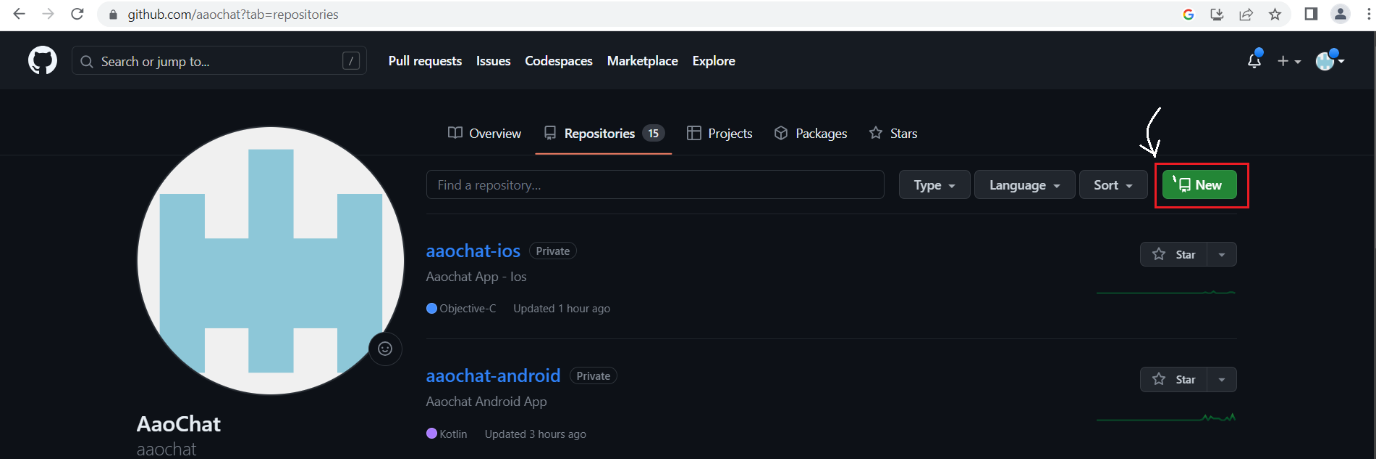 github.com/aaochat?tab=repositories
Search or jump to... /
Pull requests Issues Codespaces Marketplace Explore
Overview Repositories 15 Projects Packages Stars
Find a repository... Type Language Sort New
aaochat-ios Private
Star
Aaochat App - Ios
Objective-C Updated 1 hour ago
aaochat-android Private
Star
Aaochat Android App
Kotlin Updated 3 hours ago
AaoChat
aaochat